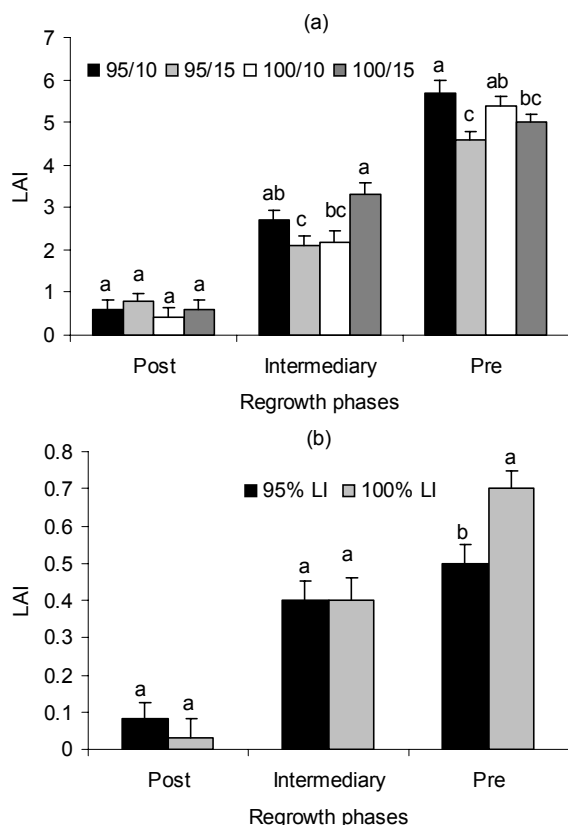 (a)
7
6
5
4
3
2
1
0
LAI
95/10 95/15 100/10 100/15
a a a a
ab c bc a
a c ab bc
Post Intermediary Pre
Regrowth phases
(b)
0.8
0.7
0.6
0.5
0.4
0.3
0.2
0.1
0
LAI
95% LI 100% LI
a a
a a
b a
Post Intermediary Pre
Regrowth phases